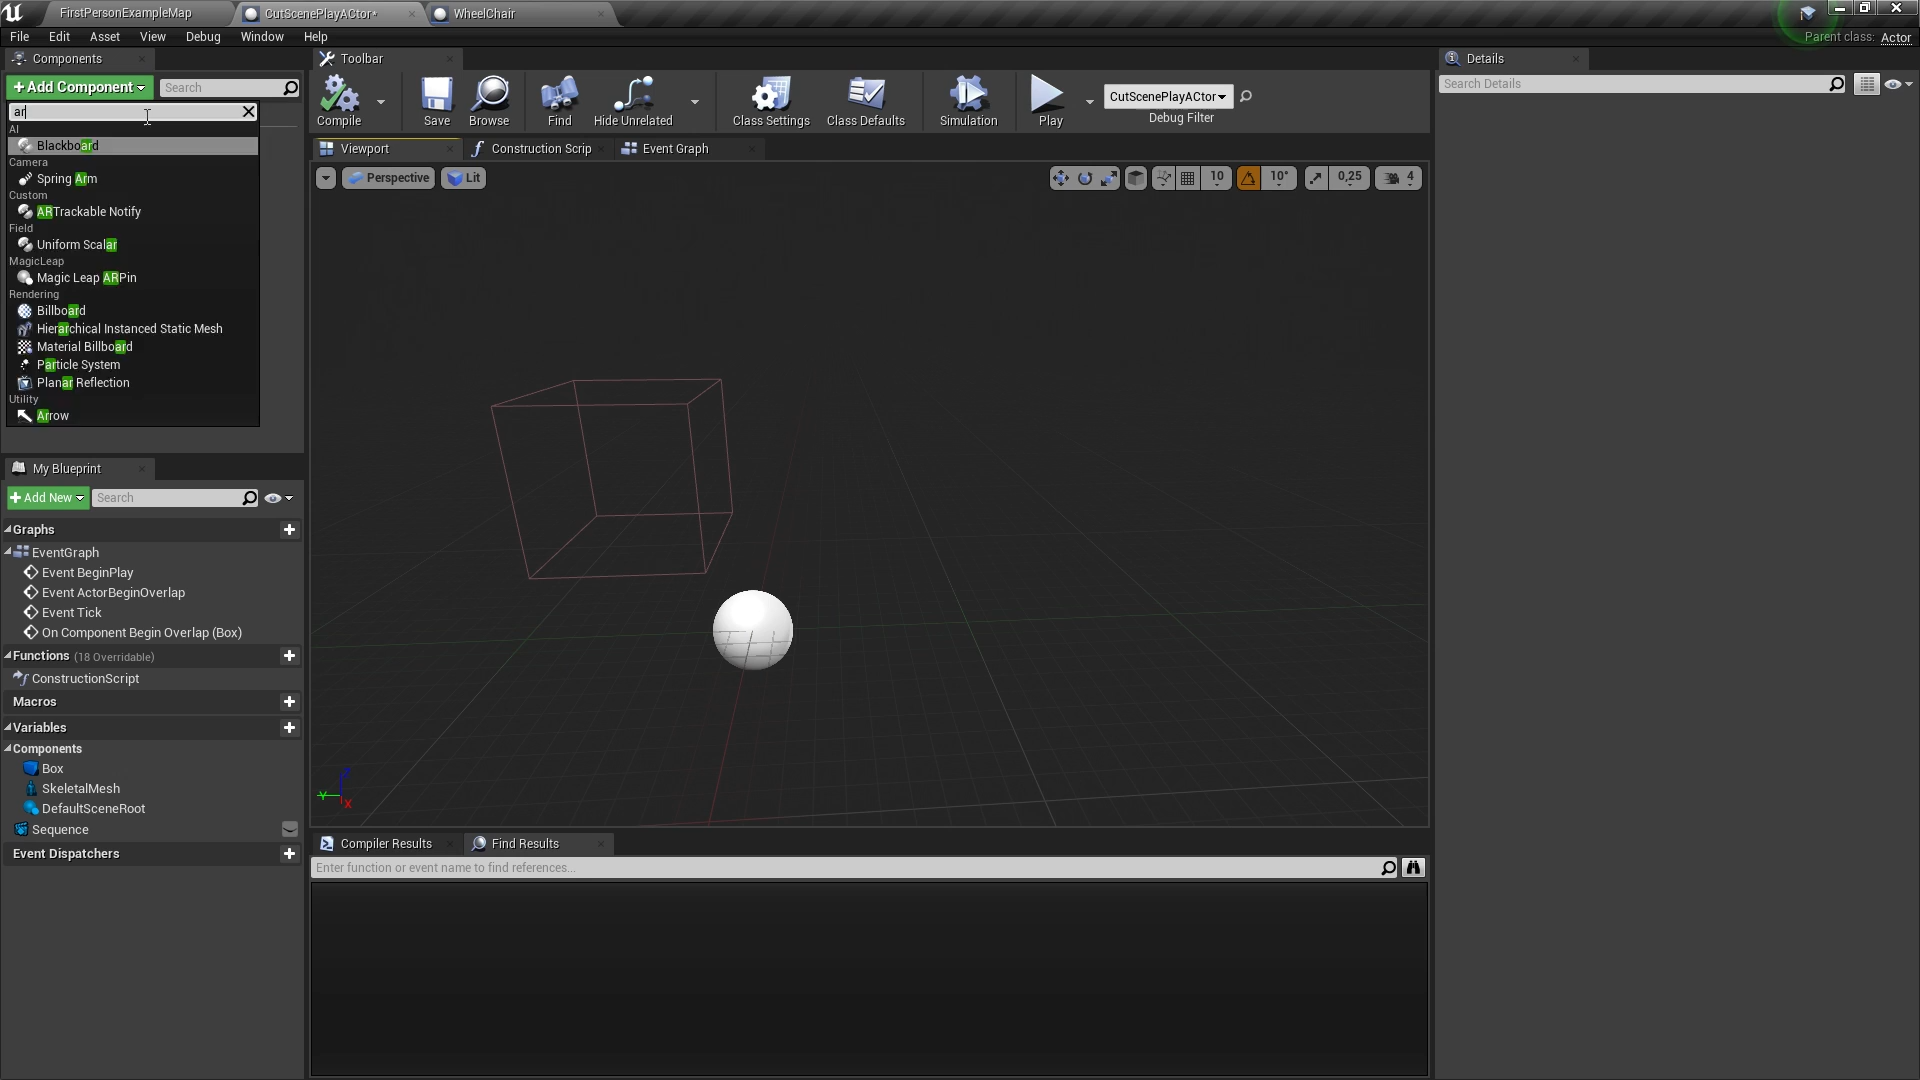 FirstPersonExampleMap
CutScenePlayACtor*
WheelChair
File Edit Asset View Debug Window Help
Parent class: Actor
Components
+Add Component
Search
ar
AI
Blackboard
Camera
Spring Arm
Custom
ARTrackable Notify
Field
Uniform Scalar
MagicLeap
Magic Leap ARPin
Rendering
Billboard
Hierarchical Instanced Static Mesh
Material Billboard
Particle System
Planar Reflection
Utility
Arrow
My Blueprint
+Add New
Search
Graphs
EventGraph
Event BeginPlay
Event ActorBeginOverlap
Event Tick
On Component Begin Overlap (Box)
Functions (18 Overridable)
ConstructionScript
Macros
Variables
Components
Box
SkeletalMesh
DefaultSceneRoot
Sequence
Event Dispatchers
Toolbar
Compile
Save
Browse
Find
Hide Unrelated
Class Settings
Class Defaults
Simulation
Play
CutScenePlayACtor
Debug Filter
Viewport
Construction Scrip
Event Graph
Perspective
Lit
10
10°
0,25
4
Z
Y
X
Compiler Results
Find Results
Enter function or event name to find references...
Details
Search Details